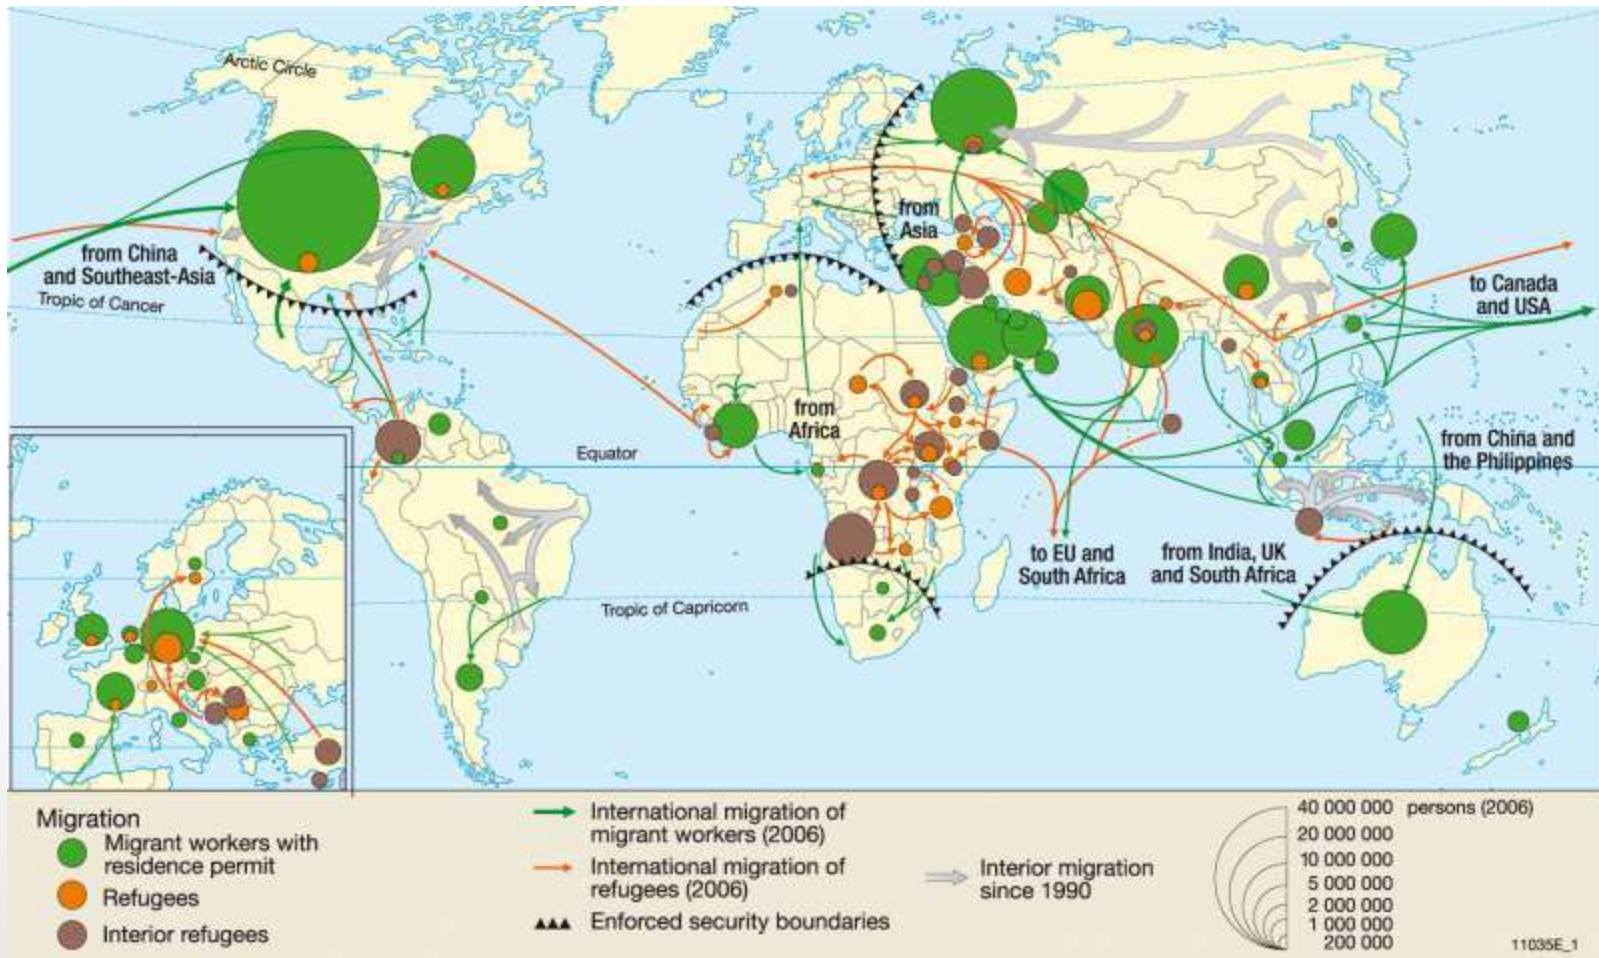 Arctic Circle
from China
and Southeast-Asia
Tropic of Cancer
from
Asia
to Canada
and USA
from
Africa
Equator
from China and
the Philippines
to EU and
South Africa
from India, UK
and South Africa
Tropic of Capricorn
Migration
Migrant workers with
residence permit
Refugees
Interior refugees
International migration of
migrant workers (2006)
International migration of
refugees (2006)
Enforced security boundaries
Interior migration
since 1990
40 000 000 persons (2006)
20 000 000
10 000 000
5 000 000
2 000 000
1 000 000
200 000
11035E_1